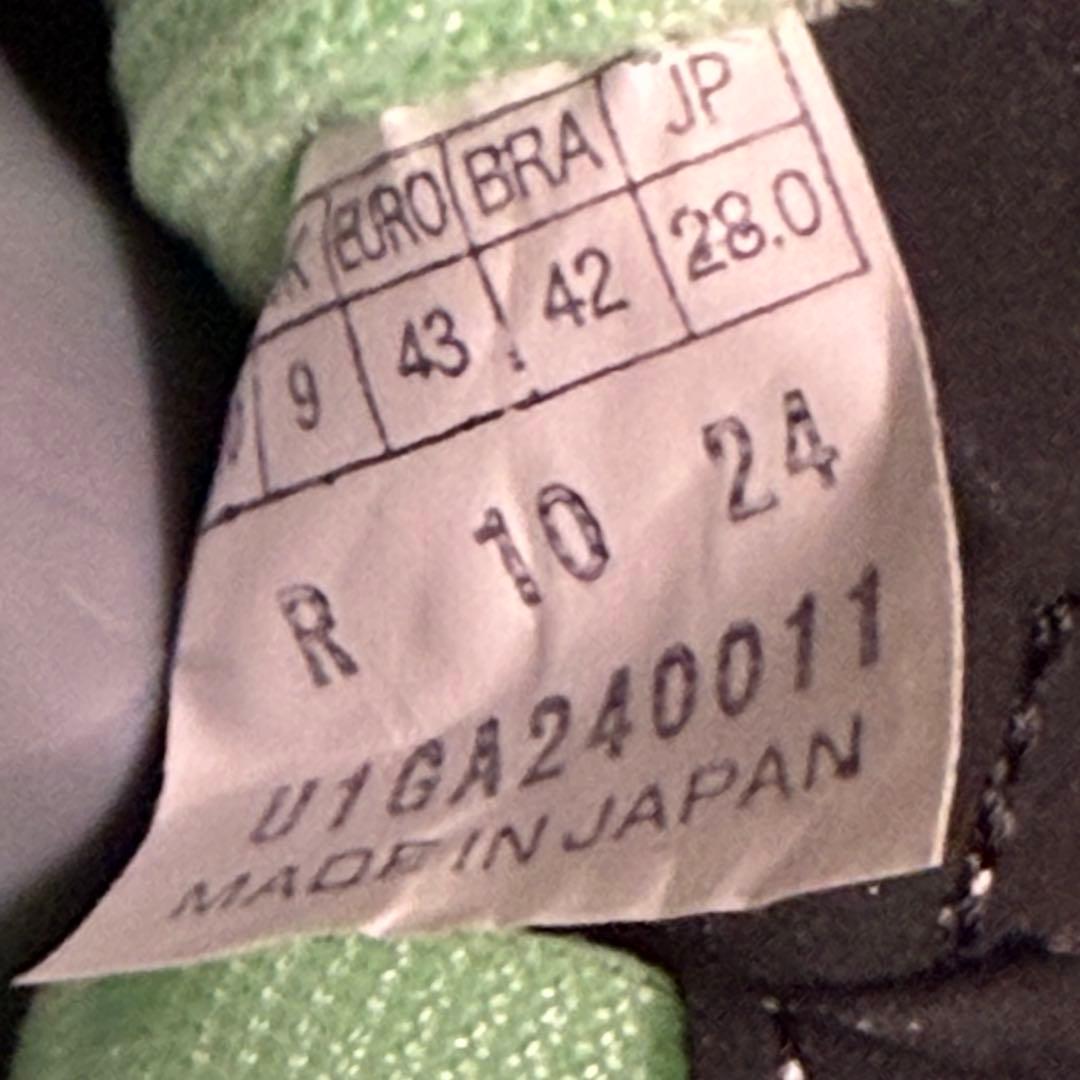 EURO BRA JP
9 43 42 28.0
R 10 24
U1GA240011
MADE IN JAPAN